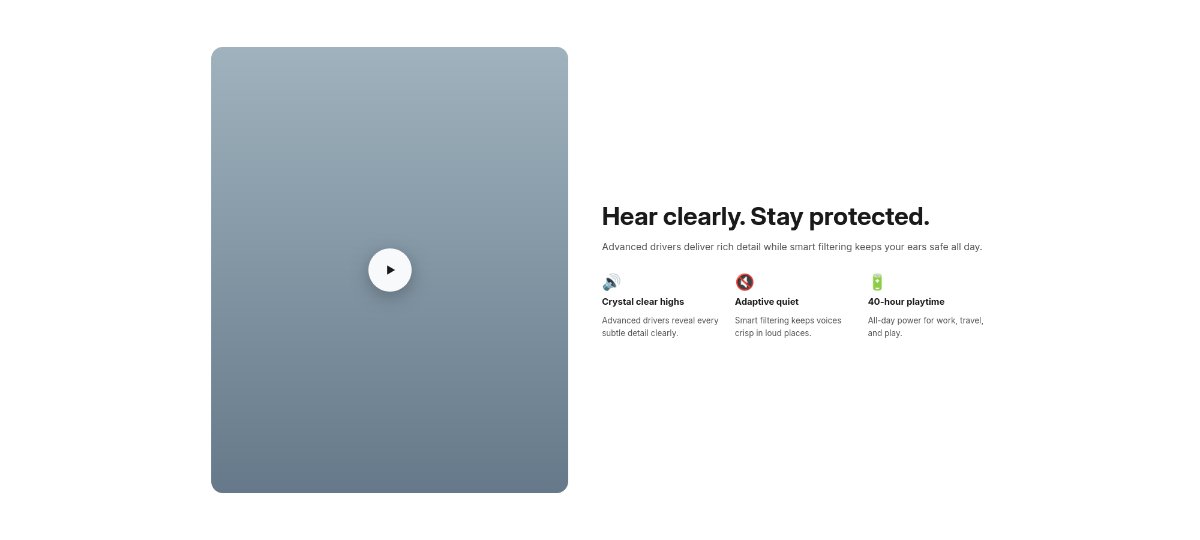 Hear clearly. Stay protected.
Advanced drivers deliver rich detail while smart filtering keeps your ears safe all day.
Crystal clear highs
Advanced drivers reveal every
subtle detail clearly.
Adaptive quiet
Smart filtering keeps voices
crisp in loud places.
40-hour playtime
All-day power for work, travel,
and play.